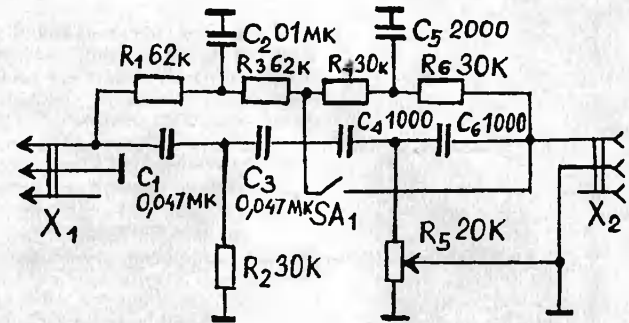 C₂ 01мк
C₅ 2000
R₁ 62к
R₃ 62к
R₄ 30к
R₆ 30К
C₄ 1000
C₆ 1000
C₁
0,047мк
C₃
0,047мк
SA₁
X₁
X₂
R₂ 30К
R₅ 20К